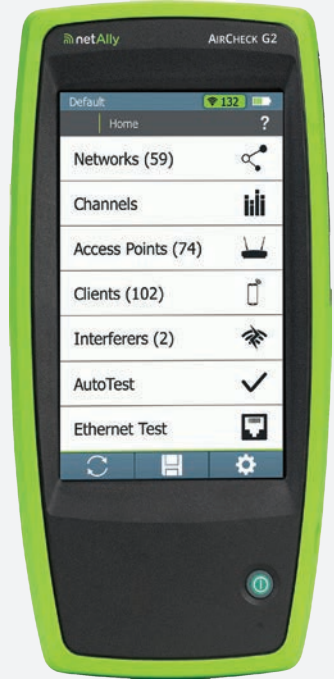 netAlly AIRCHECK G2
Default 132
Home ?
Networks (59)
Channels
Access Points (74)
Clients (102)
Interferers (2)
AutoTest
Ethernet Test